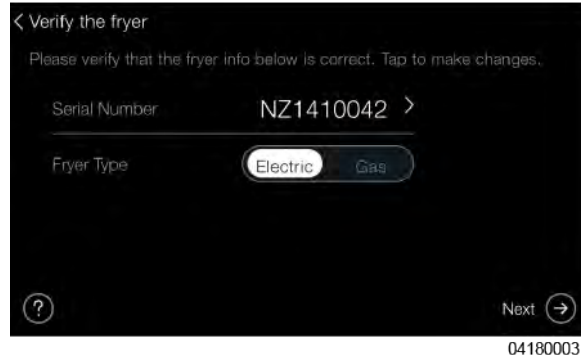 < Verify the fryer
Please verify that the fryer info below is correct. Tap to make changes.
Serial Number NZ1410042 >
Fryer Type Electric Gas
? Next →
04180003